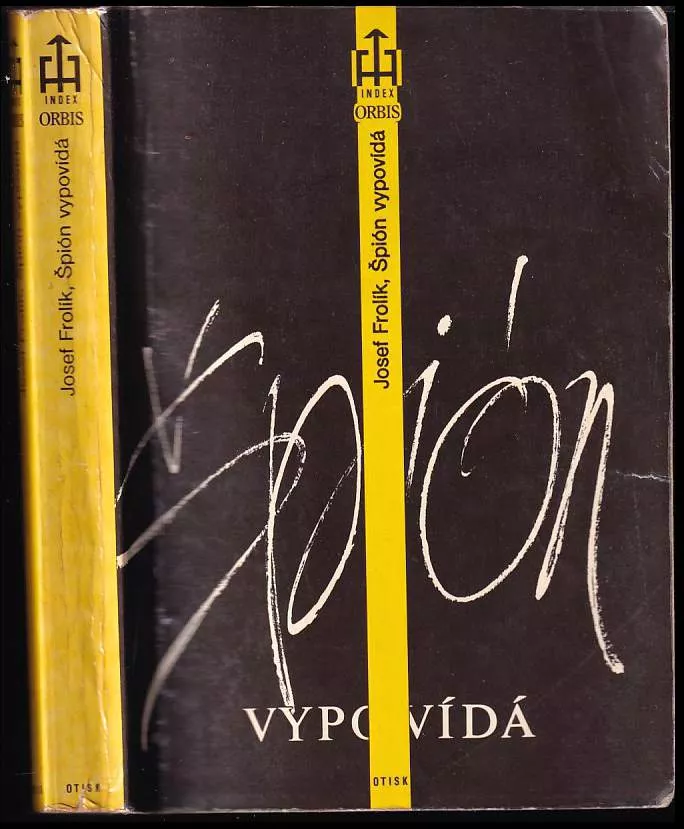 INDEX
ORBIS
Josef Frolík, Špión vypovídá
OTISK
INDEX
ORBIS
Josef Frolík, Špión vypovídá
OTISK
Špión
VYPOVÍDÁ